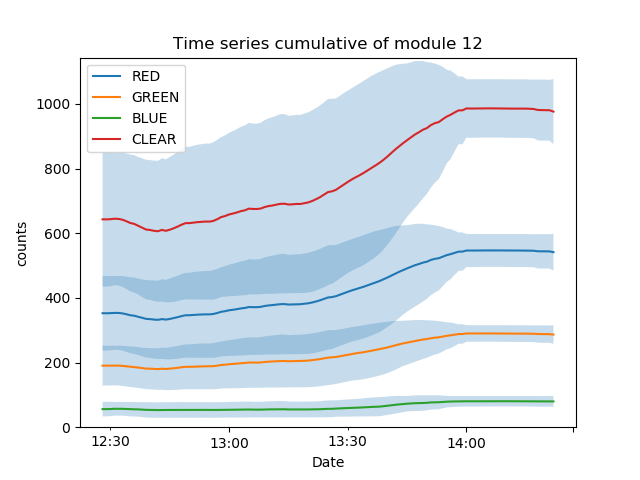 Time series cumulative of module 12
RED
GREEN
BLUE
CLEAR
1000
800
600
400
200
0
counts
12:30
13:00
13:30
14:00
Date